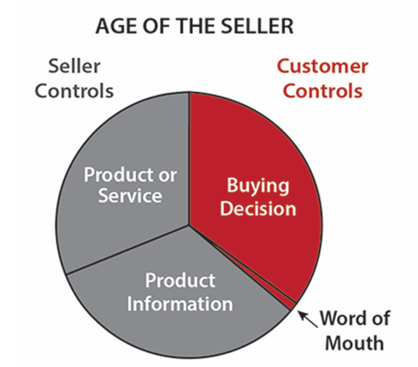 AGE OF THE SELLER
Seller
Controls
Customer
Controls
Product or
Service
Buying
Decision
Product
Information
Word of
Mouth